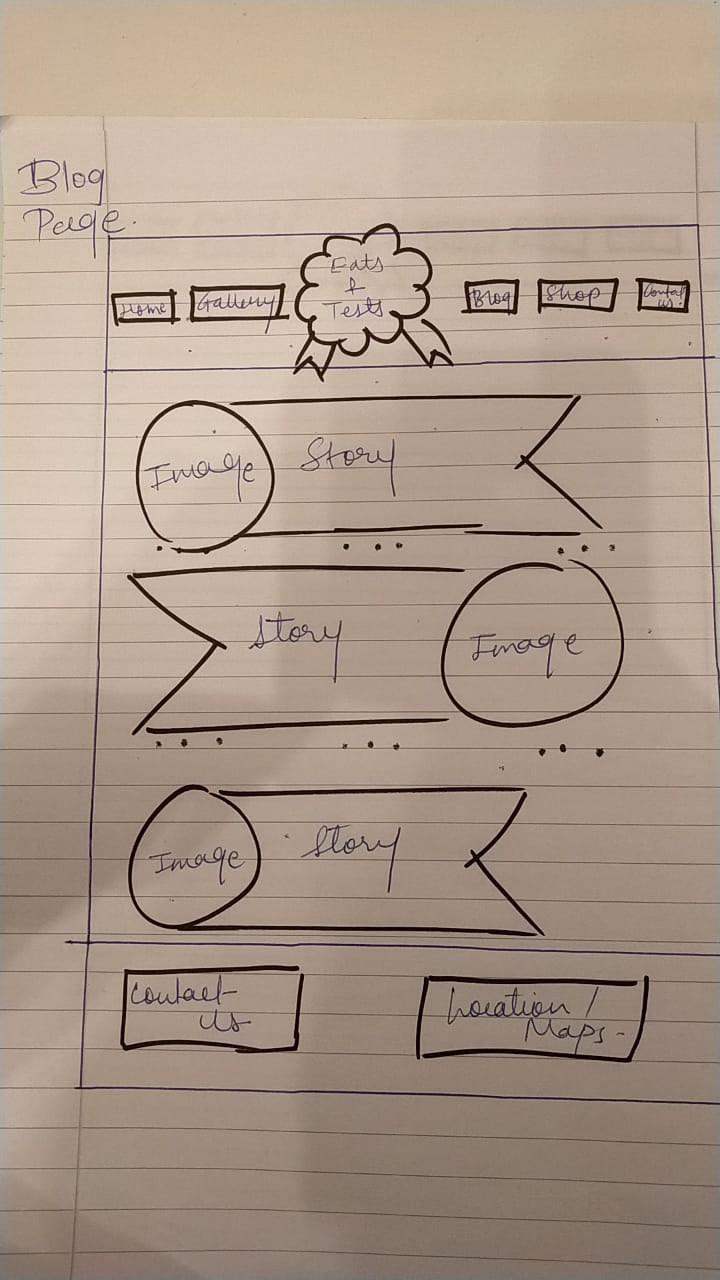 Blog
Page.
Eats
&
Tests
Home
Gallery
Blog
Shop
Contact
us.
Image
Story
Story
Image
Image
Story
Contact
us
Location /
Maps.